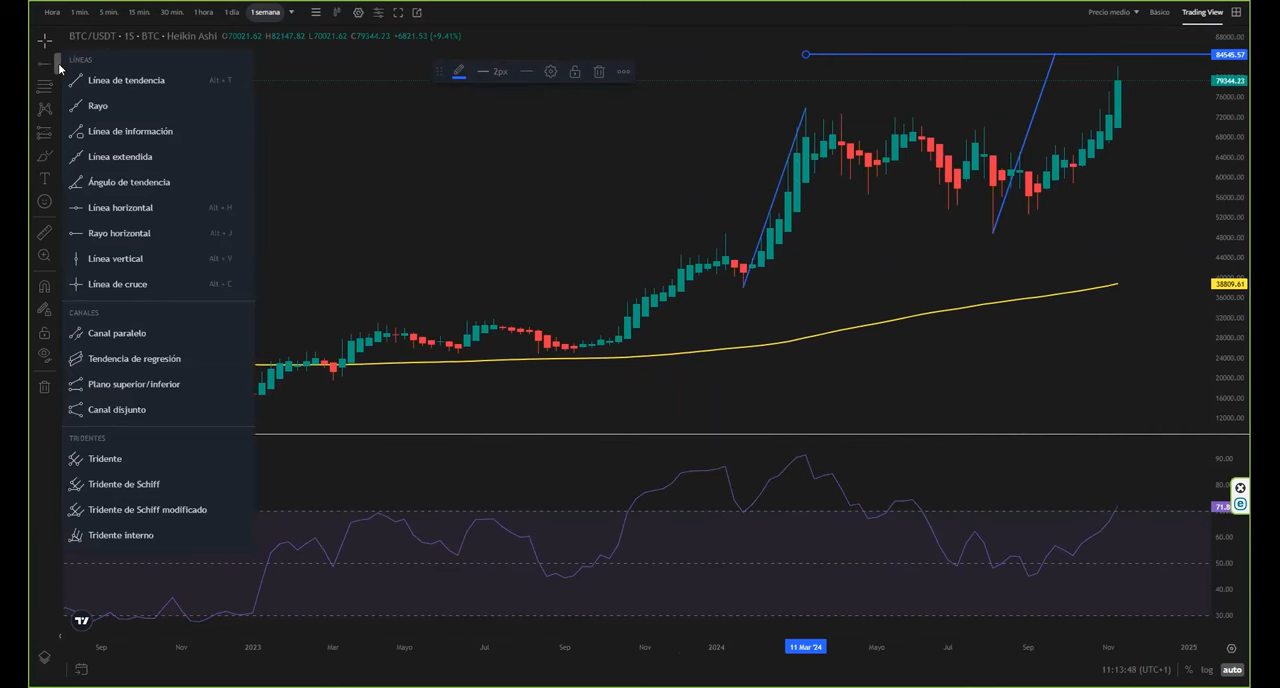 Hora 1 min. 5 min. 15 min. 30 min. 1 hora 1 día 1 semana
Precio medio Básico Trading View
BTC/USDT · 1S · BTC · Heikin Ashi O70021.62 H82147.82 L70021.62 C79344.23 +6821.53 (+9.41%)
LÍNEAS
Línea de tendencia Alt + T
Rayo
Línea de información
Línea extendida
Ángulo de tendencia
Línea horizontal Alt + H
Rayo horizontal Alt + J
Línea vertical Alt + V
Línea de cruce Alt + C
CANALES
Canal paralelo
Tendencia de regresión
Plano superior/inferior
Canal disjunto
TRIDENTES
Tridente
Tridente de Schiff
Tridente de Schiff modificado
Tridente interno
2px
88000.00
84545.57
79344.23
76000.00
72000.00
68000.00
64000.00
60000.00
56000.00
52000.00
48000.00
44000.00
38809.61
36000.00
32000.00
28000.00
24000.00
20000.00
16000.00
12000.00
90.00
80.
71.8
60.00
50.00
40.00
30.00
Sep Nov 2023 Mar Mayo Jul Sep Nov 2024 11 Mar '24 Mayo Jul Sep Nov 2025
11:13:48 (UTC+1) % log auto